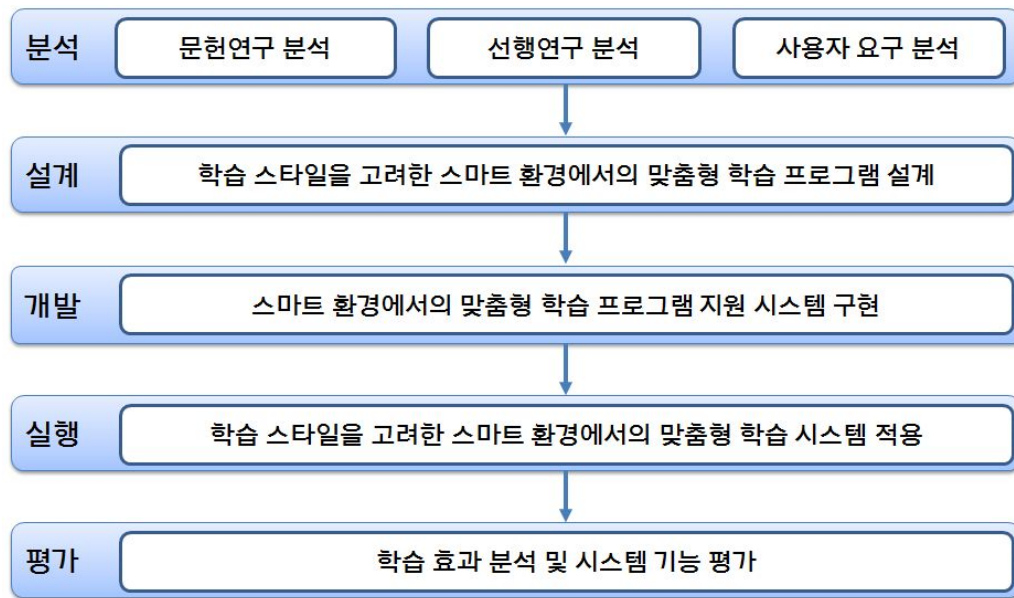 분석
문헌연구 분석
선행연구 분석
사용자 요구 분석
설계
학습 스타일을 고려한 스마트 환경에서의 맞춤형 학습 프로그램 설계
개발
스마트 환경에서의 맞춤형 학습 프로그램 지원 시스템 구현
실행
학습 스타일을 고려한 스마트 환경에서의 맞춤형 학습 시스템 적용
평가
학습 효과 분석 및 시스템 기능 평가